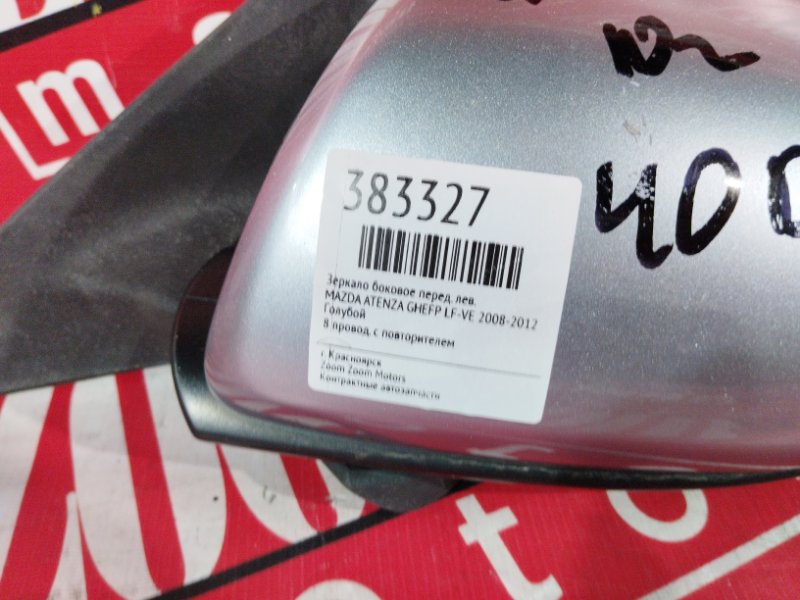 383327
Зеркало боковое перед. лев.
MAZDA ATENZA GHEFP LF-VE 2008-2012
Голубой
8 провод, с повторителем
г. Красноярск
Zoom Zoom Motors
Контрактные автозапчасти
400
m
to